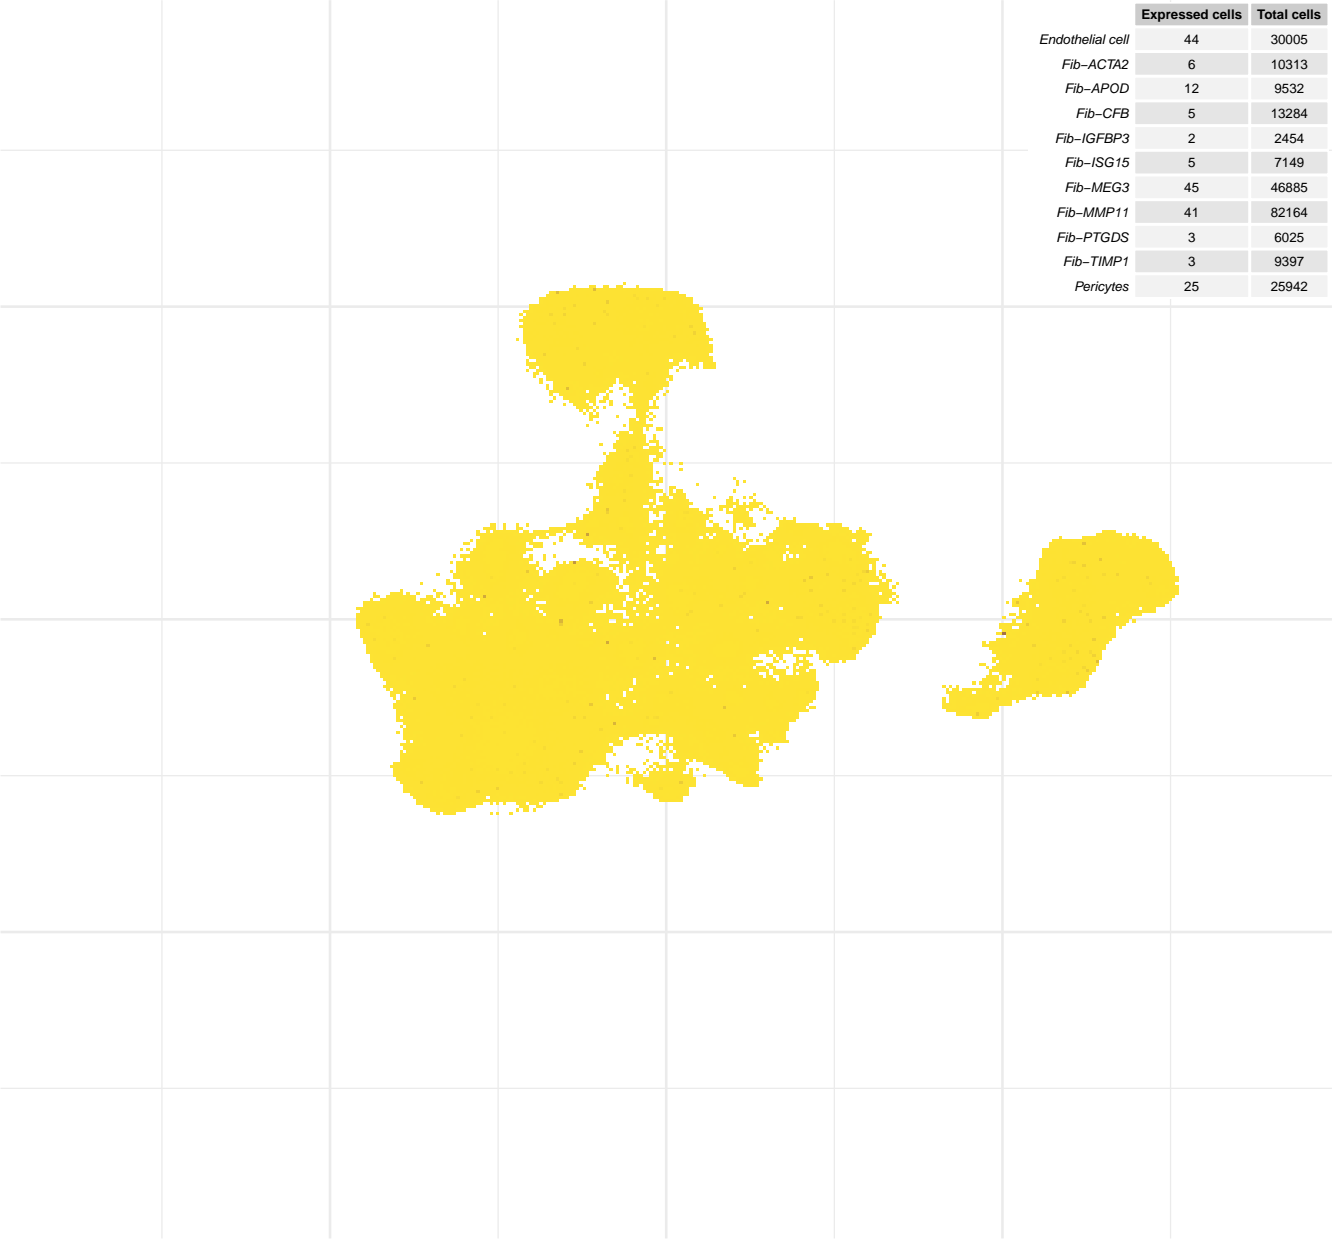 Expressed cells Total cells
Endothelial cell 44 30005
Fib−ACTA2 6 10313
Fib−APOD 12 9532
Fib−CFB 5 13284
Fib−IGFBP3 2 2454
Fib−ISG15 5 7149
Fib−MEG3 45 46885
Fib−MMP11 41 82164
Fib−PTGDS 3 6025
Fib−TIMP1 3 9397
Pericytes 25 25942